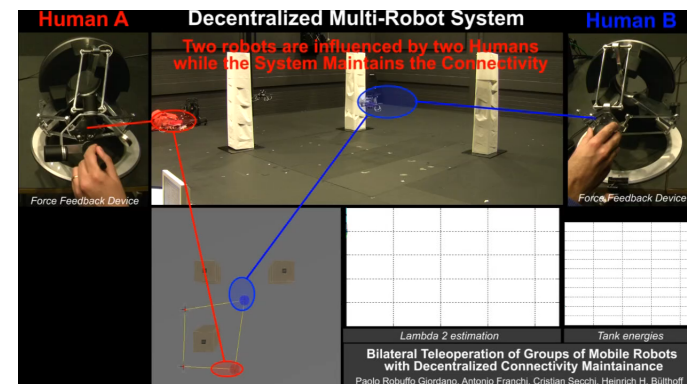 Human A
Decentralized Multi-Robot System
Human B
Two robots are influenced by two Humans
while the System Maintains the Connectivity
Force Feedback Device
Force Feedback Device
Lambda 2 estimation
Tank energies
Bilateral Teleoperation of Groups of Mobile Robots
with Decentralized Connectivity Maintainance
Paolo Robuffo Giordano, Antonio Franchi, Cristian Secchi, Heinrich H. Bülthoff